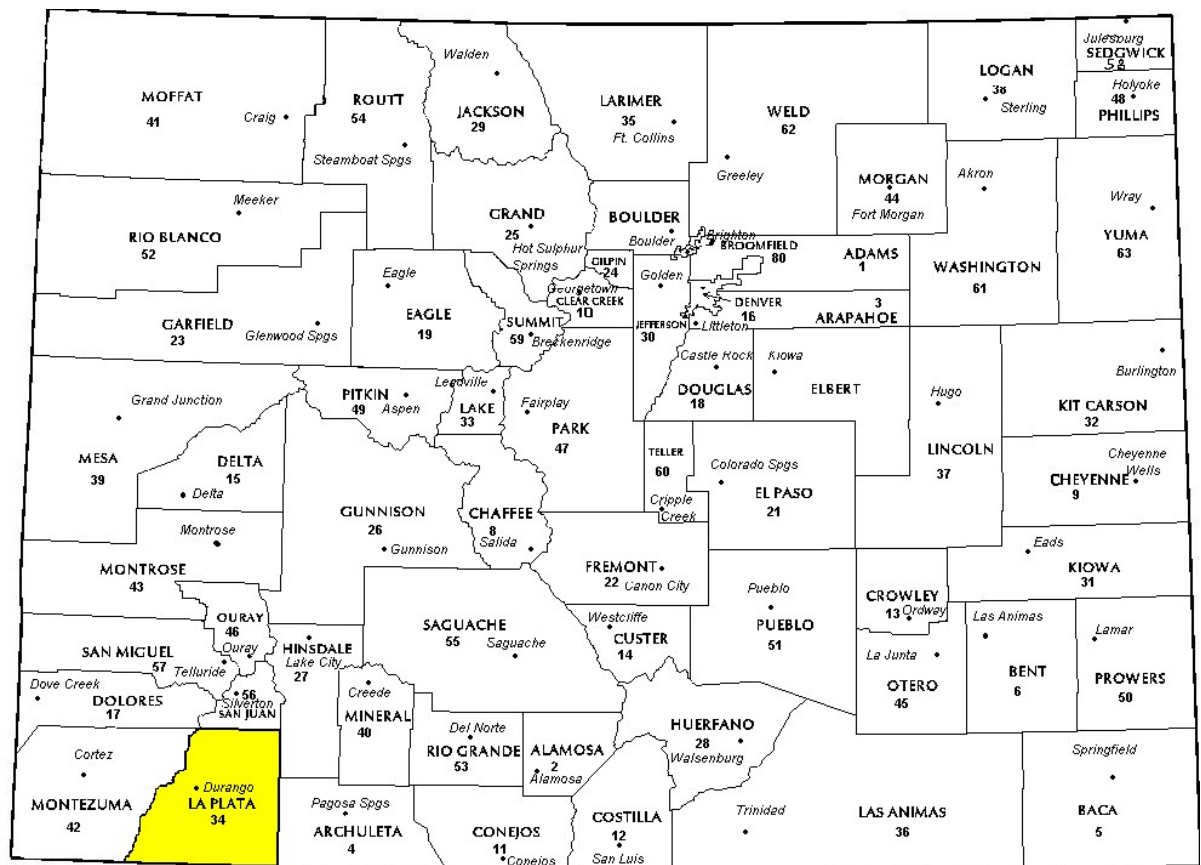 Julesburg
SEDGWICK
58
Walden
LOGAN
38
Sterling
Holyoke
48
PHILLIPS
MOFFAT
41
Craig
ROUTT
54
Steamboat Spgs
JACKSON
29
LARIMER
35
Ft. Collins
WELD
62
Greeley
MORGAN
44
Fort Morgan
Akron
WASHINGTON
61
Wray
YUMA
63
Meeker
RIO BLANCO
52
GRAND
25
Hot Sulphur
Springs
BOULDER
Boulder
Brighton
BROOMFIELD
80
ADAMS
1
GILPIN
24
Golden
Georgetown
CLEAR CREEK
10
JEFFERSON
30
DENVER
16
3
ARAPAHOE
Littleton
Eagle
EAGLE
19
SUMMIT
59
Breckenridge
GARFIELD
23
Glenwood Spgs
Castle Rock
DOUGLAS
18
Kiowa
ELBERT
Hugo
LINCOLN
37
Burlington
KIT CARSON
32
Grand Junction
MESA
39
PITKIN
49
Aspen
Leadville
LAKE
33
Fairplay
PARK
47
TELLER
60
Cripple
Creek
Colorado Spgs
EL PASO
21
Cheyenne
Wells
CHEYENNE
9
DELTA
15
Delta
GUNNISON
26
Gunnison
CHAFFEE
8
Salida
Montrose
MONTROSE
43
FREMONT
22
Canon City
Pueblo
PUEBLO
51
CROWLEY
13
Ordway
Eads
KIOWA
31
OURAY
46
Ouray
HINSDALE
Lake City
27
SAGUACHE
55
Saguache
Westcliffe
CUSTER
14
La Junta
OTERO
45
Las Animas
BENT
6
Lamar
PROWERS
50
SAN MIGUEL
57
Telluride
Dove Creek
DOLORES
17
56
Silverton
SAN JUAN
Creede
MINERAL
40
Del Norte
RIO GRANDE
53
ALAMOSA
2
Alamosa
HUERFANO
28
Walsenburg
Cortez
MONTEZUMA
42
Durango
LA PLATA
34
Pagosa Spgs
ARCHULETA
4
CONEJOS
11
Conejos
COSTILLA
12
San Luis
Trinidad
LAS ANIMAS
36
Springfield
BACA
5